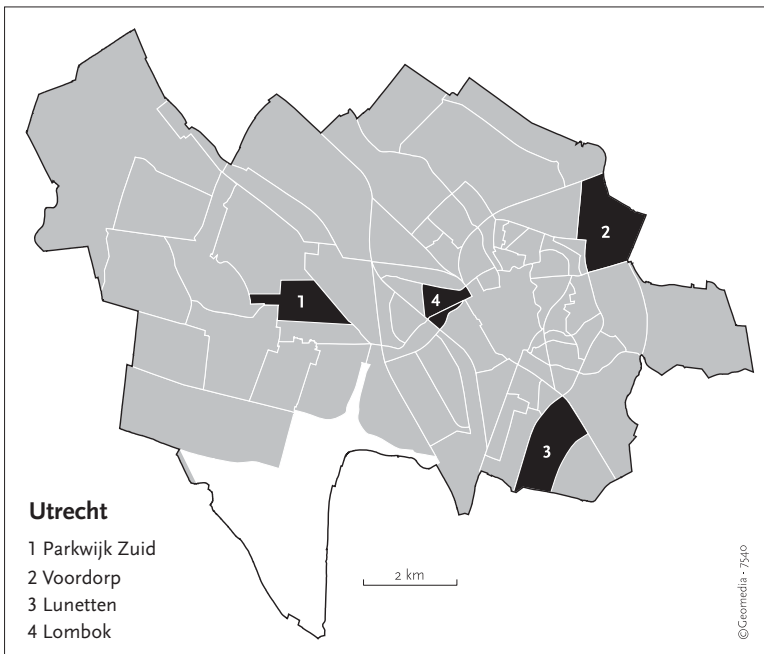 2
1
4
3
Utrecht
1 Parkwijk Zuid
2 Voordorp
3 Lunetten
4 Lombok
2 km
©Geomedia - 7540